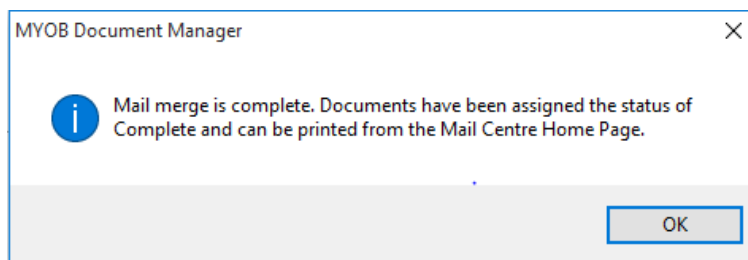 MYOB Document Manager
Mail merge is complete. Documents have been assigned the status of
Complete and can be printed from the Mail Centre Home Page.
OK